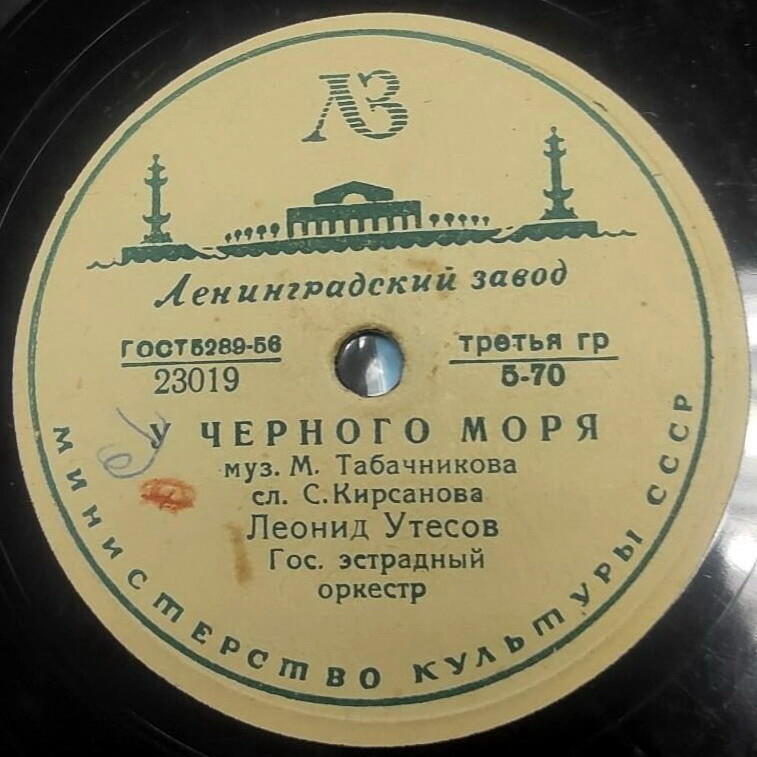 ЛЗ
Ленинградский завод
ГОСТ5289-56
23019
третья гр
5-70
У ЧЕРНОГО МОРЯ
муз. М. Табачникова
сл. С.Кирсанова
Леонид Утесов
Гос. эстрадный
оркестр
МИНИСТЕРСТВО КУЛЬТУРЫ СССР